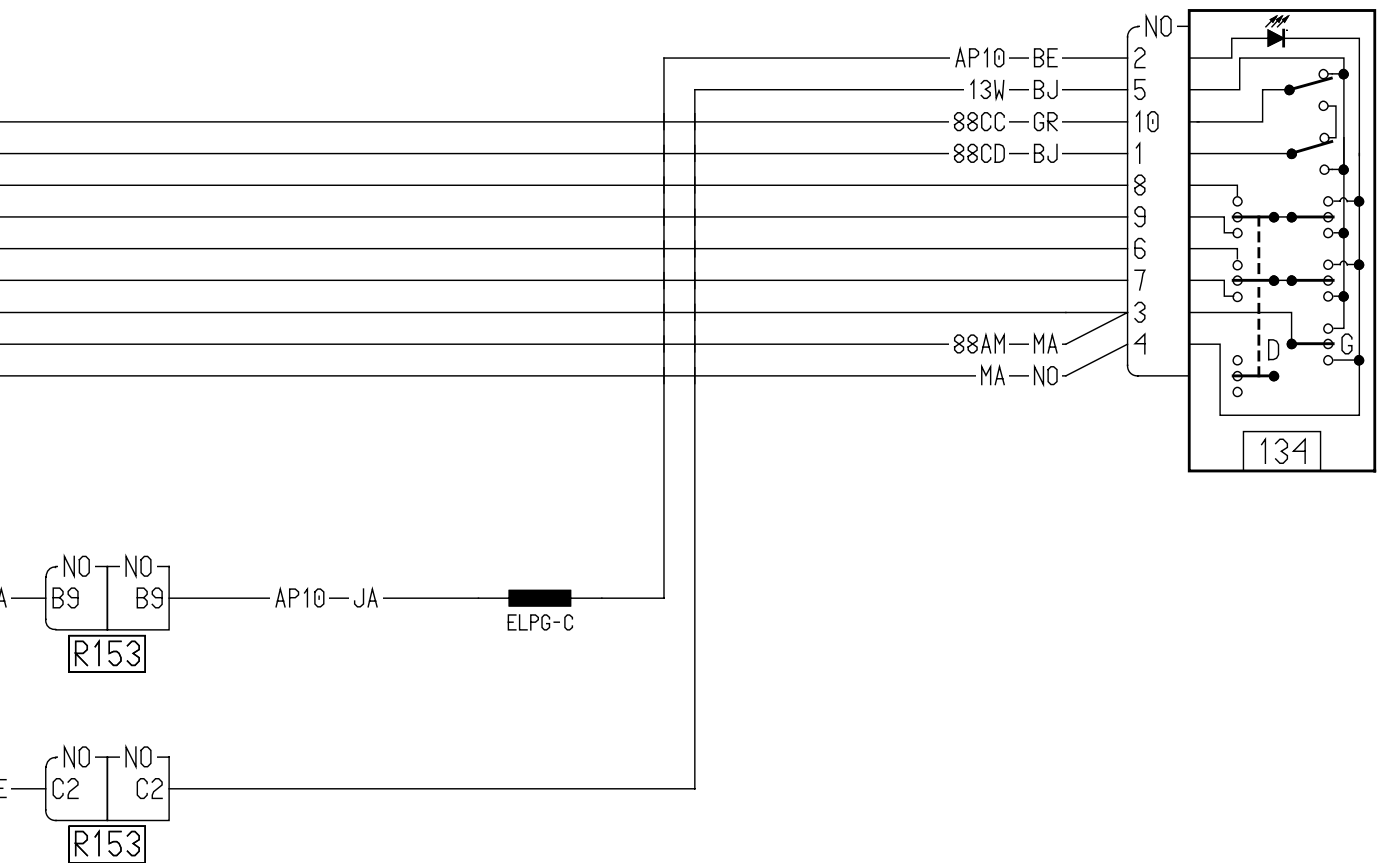 NO
AP10 BE 2
13W BJ 5
88CC GR 10
88CD BJ 1
8
9
6
7
3
88AM MA 4
D G
MA NO
134
NO NO
B9 B9 AP10 JA
ELPG-C
R153
NO NO
C2 C2
R153